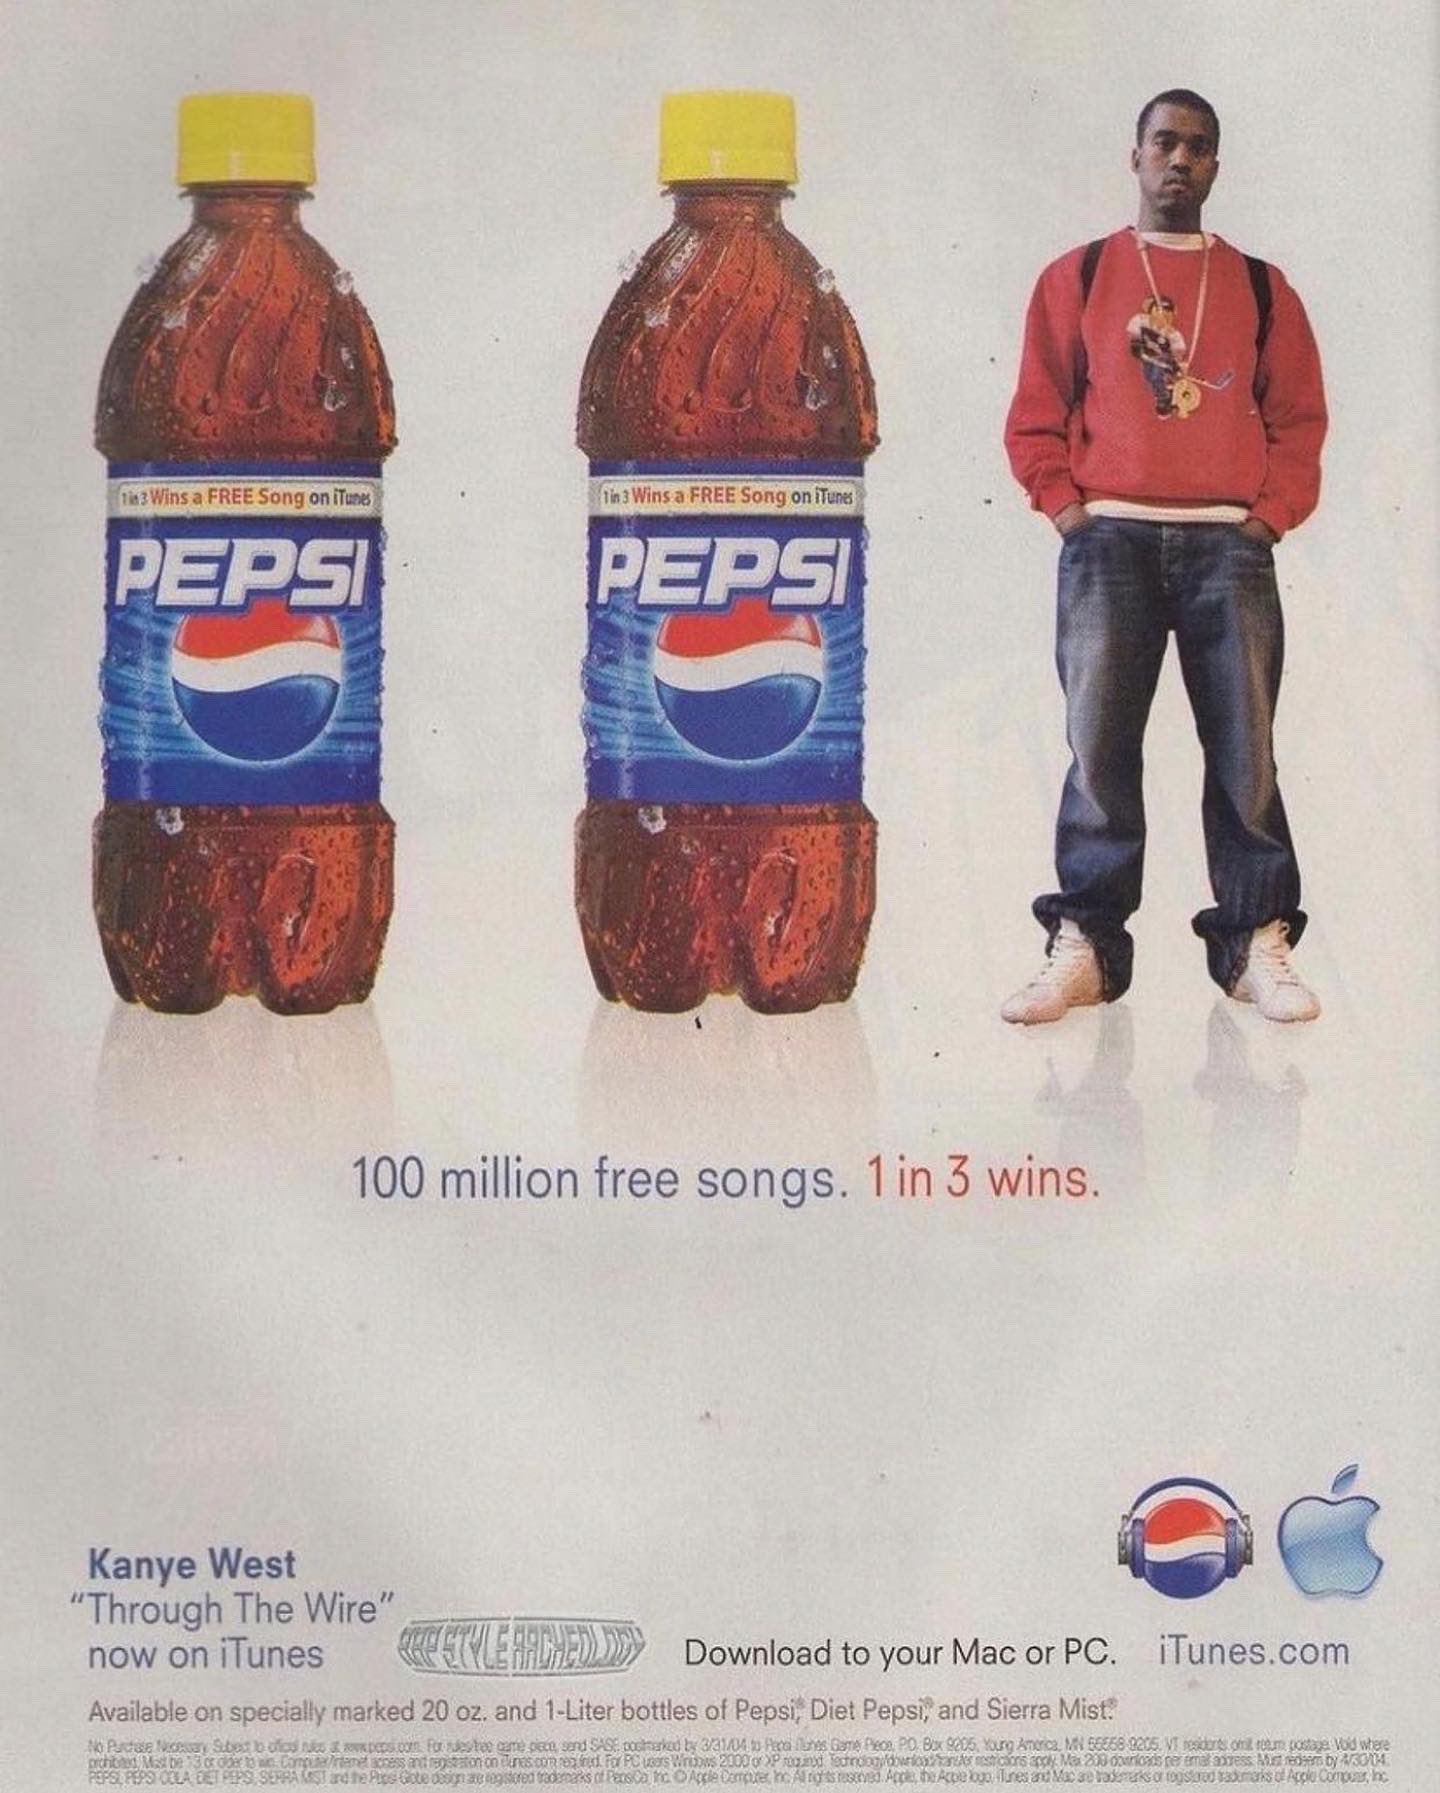 1 in 3 Wins a FREE Song on iTunes
PEPSI
1 in 3 Wins a FREE Song on iTunes
PEPSI
100 million free songs. 1 in 3 wins.
Kanye West
“Through The Wire”
now on iTunes
RAP STYLE ARCHEOLOGY
Download to your Mac or PC.
iTunes.com
Available on specially marked 20 oz. and 1-Liter bottles of Pepsi,® Diet Pepsi,® and Sierra Mist.®
No Purchase Necessary. Subject to official rules at www.pepsi.com. For rules/free game piece, send SASE postmarked by 3/31/04 to Pepsi iTunes Game Piece, P.O. Box 9205, Young America, MN 55558-9205. VT residents omit return postage. Void where
prohibited. Must be 13 or older to win. Computer/Internet access and registration on iTunes.com required. For PC users Windows 2000 or XP required. Technology/download/transfer restrictions apply. Max 200 downloads per email address. Must redeem by 4/30/04.
PEPSI, PEPSI COLA, DIET PEPSI, SIERRA MIST and the Pepsi Globe design are registered trademarks of PepsiCo, Inc. © Apple Computer, Inc. All rights reserved. Apple, the Apple logo, iTunes and Mac are trademarks or registered trademarks of Apple Computer, Inc.